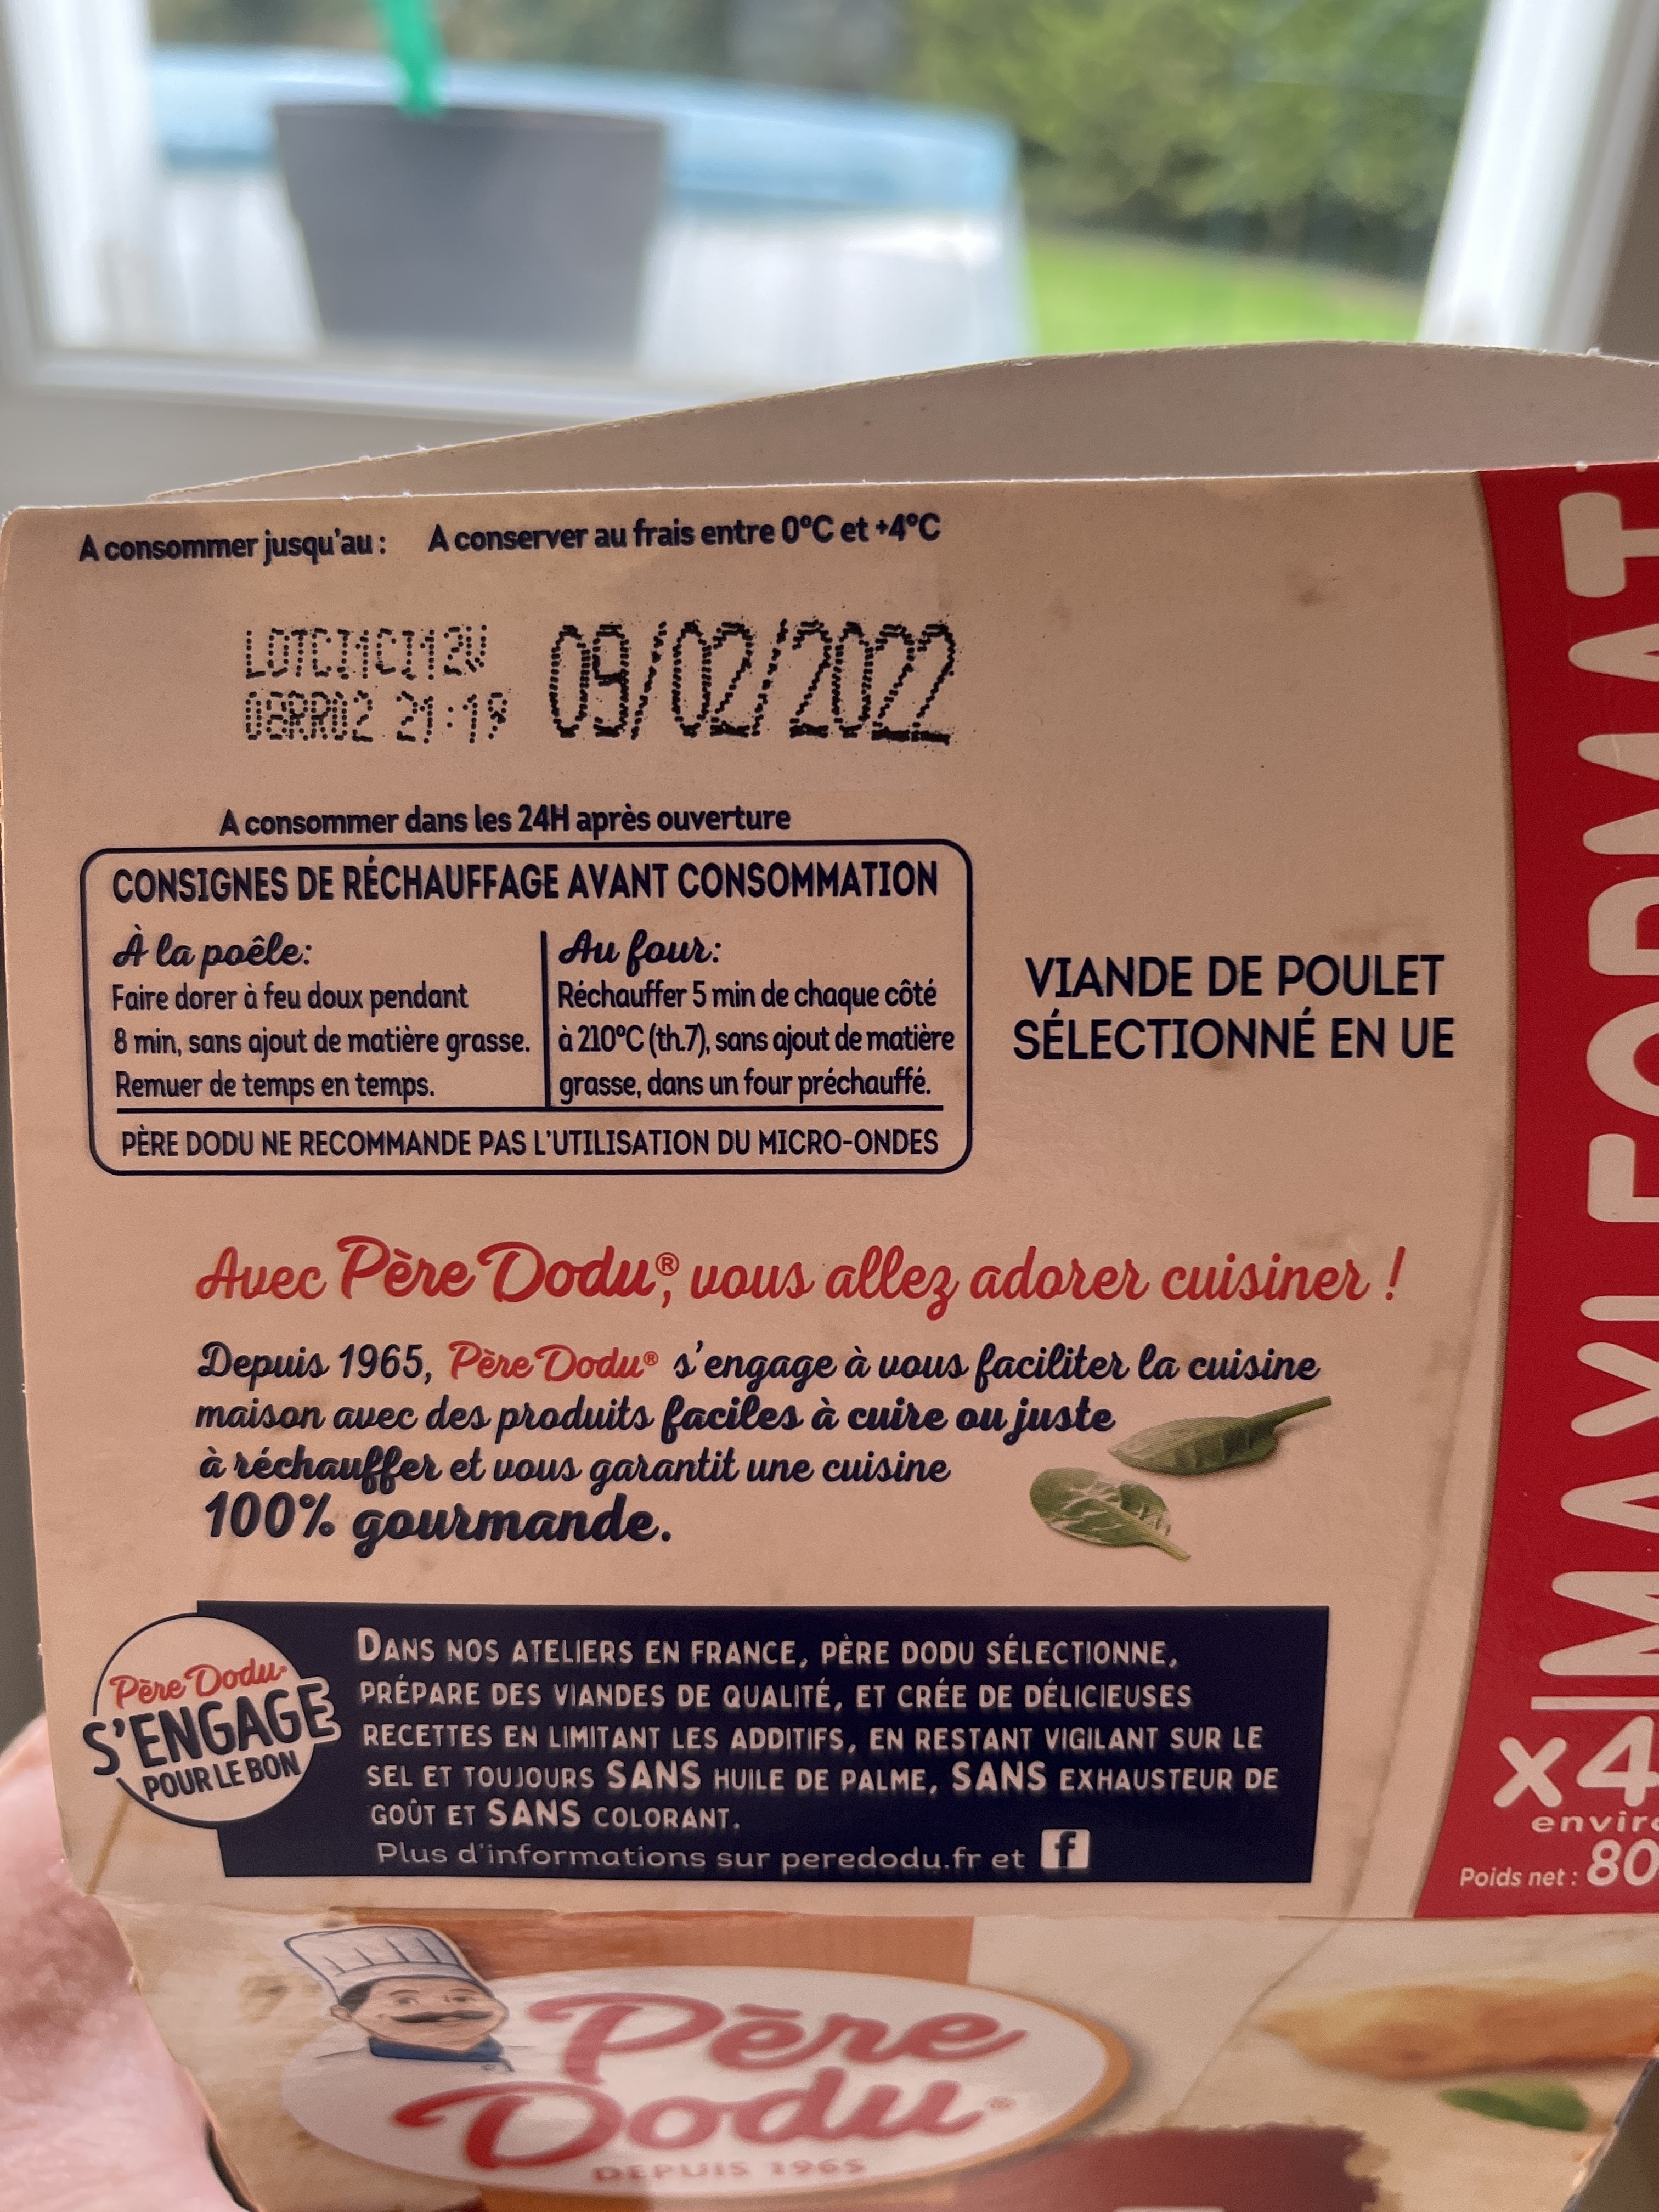 A consommer jusqu'au : A conserver au frais entre 0°C et +4°C
LOTCI1CI12U
08RR02 21:19
09/02/2022
A consommer dans les 24H après ouverture
CONSIGNES DE RÉCHAUFFAGE AVANT CONSOMMATION
À la poêle:
Faire dorer à feu doux pendant
8 min, sans ajout de matière grasse.
Remuer de temps en temps.
Au four:
Réchauffer 5 min de chaque côté
à 210°C (th.7), sans ajout de matière
grasse, dans un four préchauffé.
PÈRE DODU NE RECOMMANDE PAS L'UTILISATION DU MICRO-ONDES
VIANDE DE POULET
SÉLECTIONNÉ EN UE
Avec Père Dodu®, vous allez adorer cuisiner !
Depuis 1965, Père Dodu® s'engage à vous faciliter la cuisine
maison avec des produits faciles à cuire ou juste
à réchauffer et vous garantit une cuisine
100% gourmande.
Père Dodu
S'ENGAGE
POUR LE BON
DANS NOS ATELIERS EN FRANCE, PÈRE DODU SÉLECTIONNE,
PRÉPARE DES VIANDES DE QUALITÉ, ET CRÉE DE DÉLICIEUSES
RECETTES EN LIMITANT LES ADDITIFS, EN RESTANT VIGILANT SUR LE
SEL ET TOUJOURS SANS HUILE DE PALME, SANS EXHAUSTEUR DE
GOÛT ET SANS COLORANT.
Plus d'informations sur peredodu.fr et f
MAXI FORMAT
x4
Poids net : 80
Père
Dodu®
DEPUIS 1965